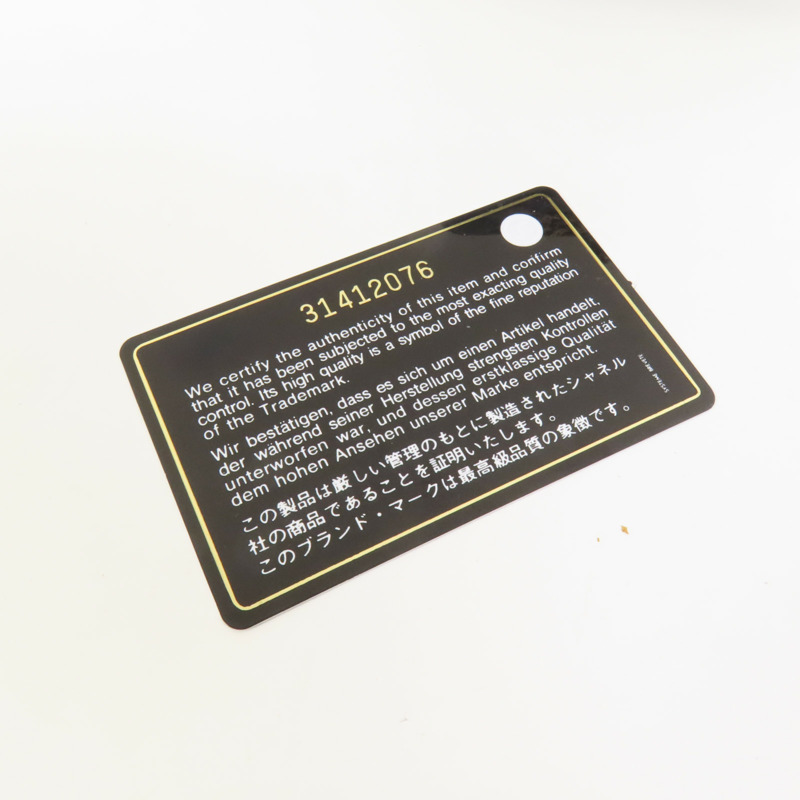 31412076
We certify the authenticity of this item and confirm
that it has been subjected to the most exacting quality
control. Its high quality is a symbol of the fine reputation
of the Trademark.
Wir bestätigen, dass es sich um einen Artikel handelt,
der während seiner Herstellung strengsten Kontrollen
unterworfen war, und dessen erstklassige Qualität
dem hohen Ansehen unserer Marke entspricht.
この製品は厳しい管理のもとに製造されたシャネル
社の商品であることを証明いたします。
このブランド・マークは最高級品質の象徴です。